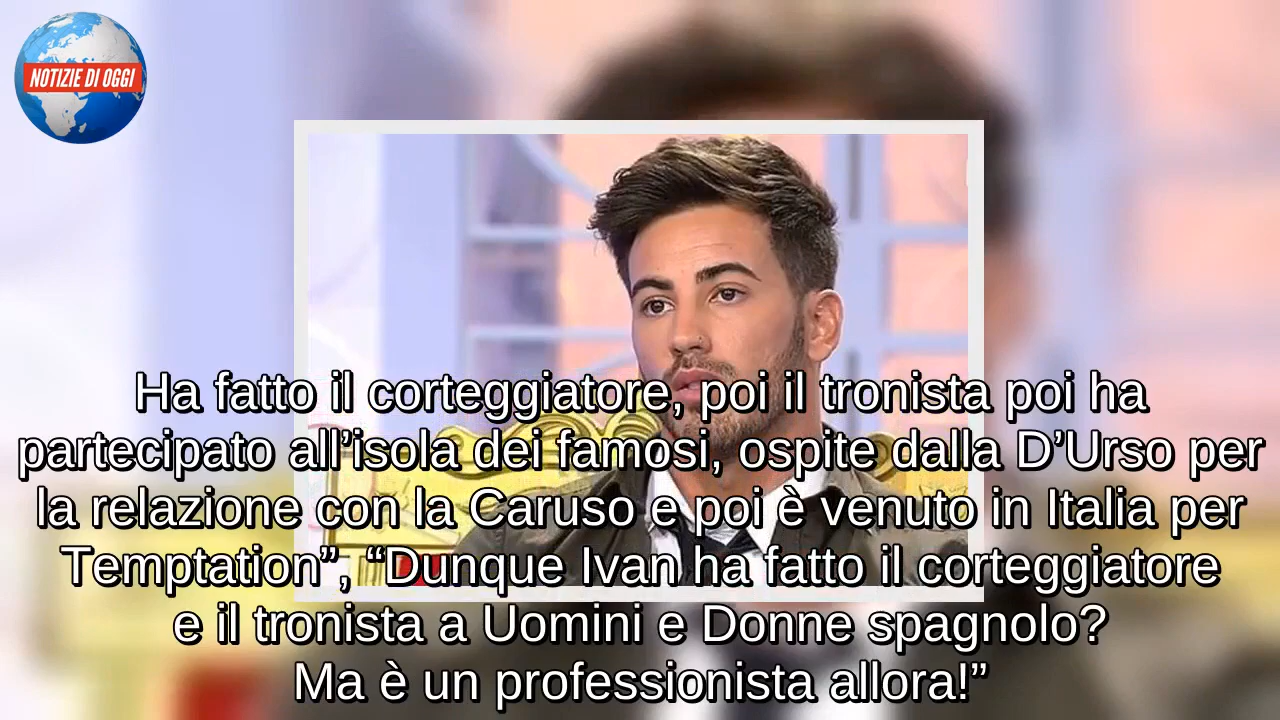 NOTIZIE DI OGGI
Ha fatto il corteggiatore, poi il tronista poi ha
partecipato all’isola dei famosi, ospite dalla D’Urso per
la relazione con la Caruso e poi è venuto in Italia per
Temptation”, “Dunque Ivan ha fatto il corteggiatore
e il tronista a Uomini e Donne spagnolo?
Ma è un professionista allora!”